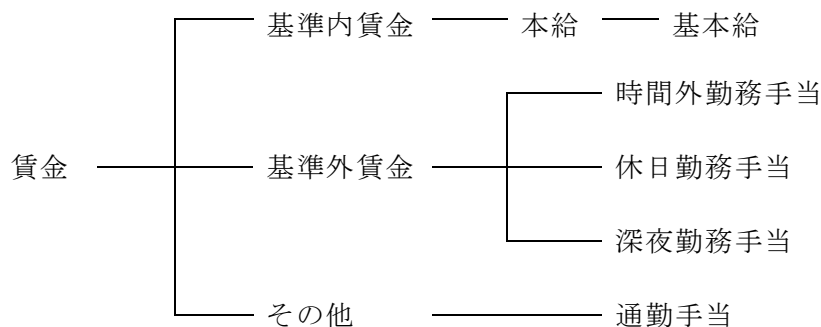 基準内賃金 本給 基本給
時間外勤務手当
賃金 基準外賃金 休日勤務手当
深夜勤務手当
その他 通勤手当